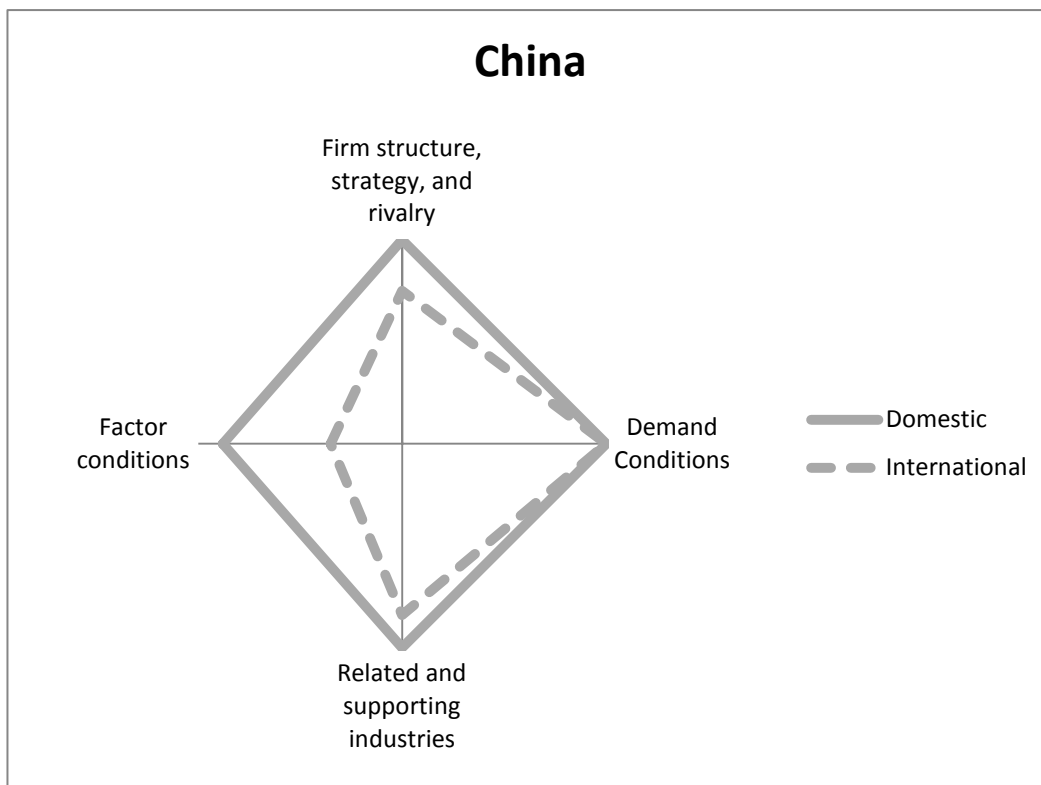 China
Firm structure,
strategy, and
rivalry
Factor
conditions
Demand
Conditions
Domestic
International
Related and
supporting
industries